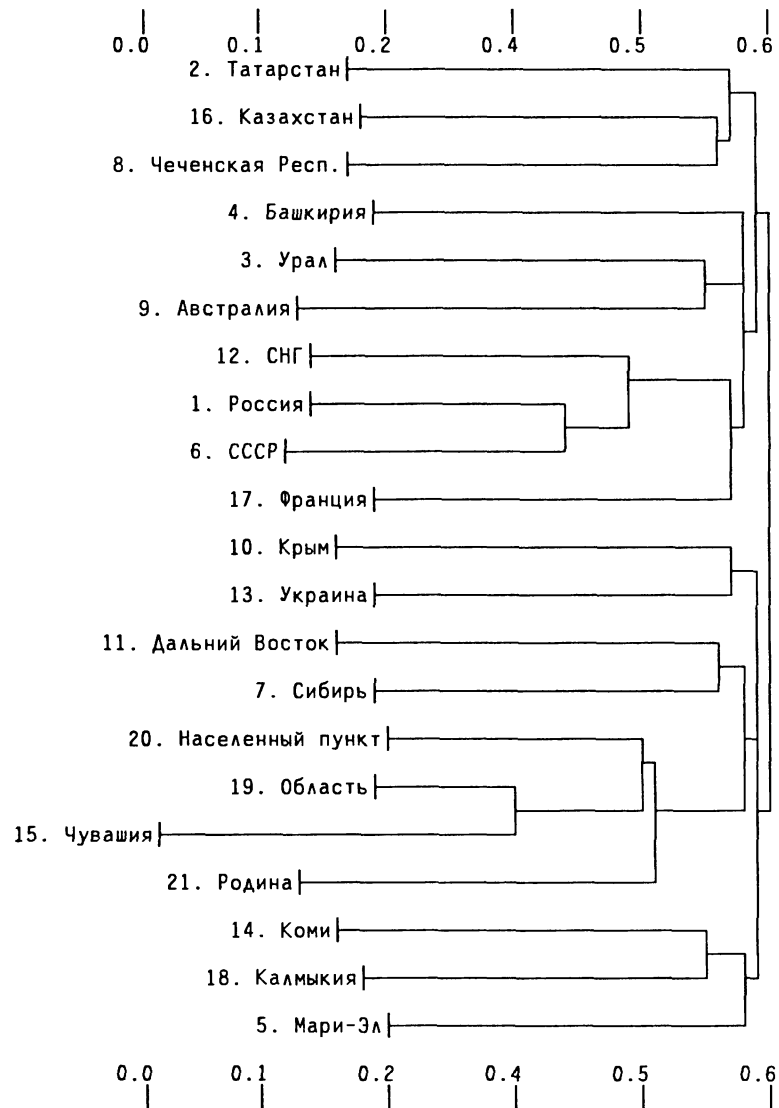 0.0 0.1 0.2 0.4 0.5 0.6
2. Татарстан
16. Казахстан
8. Чеченская Респ.
4. Башкирия
3. Урал
9. Австралия
12. СНГ
1. Россия
6. СССР
17. Франция
10. Крым
13. Украина
11. Дальний Восток
7. Сибирь
20. Населенный пункт
19. Область
15. Чувашия
21. Родина
14. Коми
18. Калмыкия
5. Мари-Эл
0.0 0.1 0.2 0.4 0.5 0.6